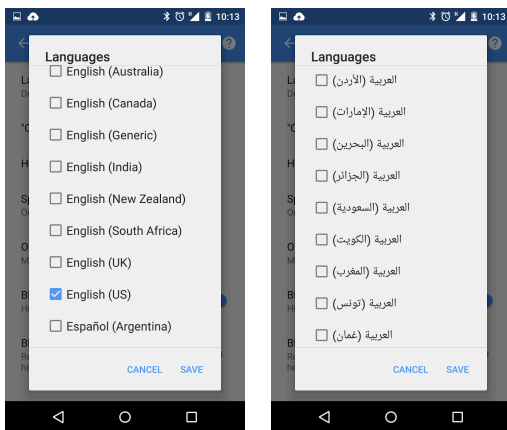 10:13
Languages
English (Australia)
English (Canada)
English (Generic)
English (India)
English (New Zealand)
English (South Africa)
English (UK)
English (US)
Español (Argentina)
CANCEL SAVE
10:13
Languages
العربية (الأردن)
العربية (الإمارات)
العربية (البحرين)
العربية (الجزائر)
العربية (السعودية)
العربية (الكويت)
العربية (المغرب)
العربية (تونس)
العربية (عُمان)
CANCEL SAVE